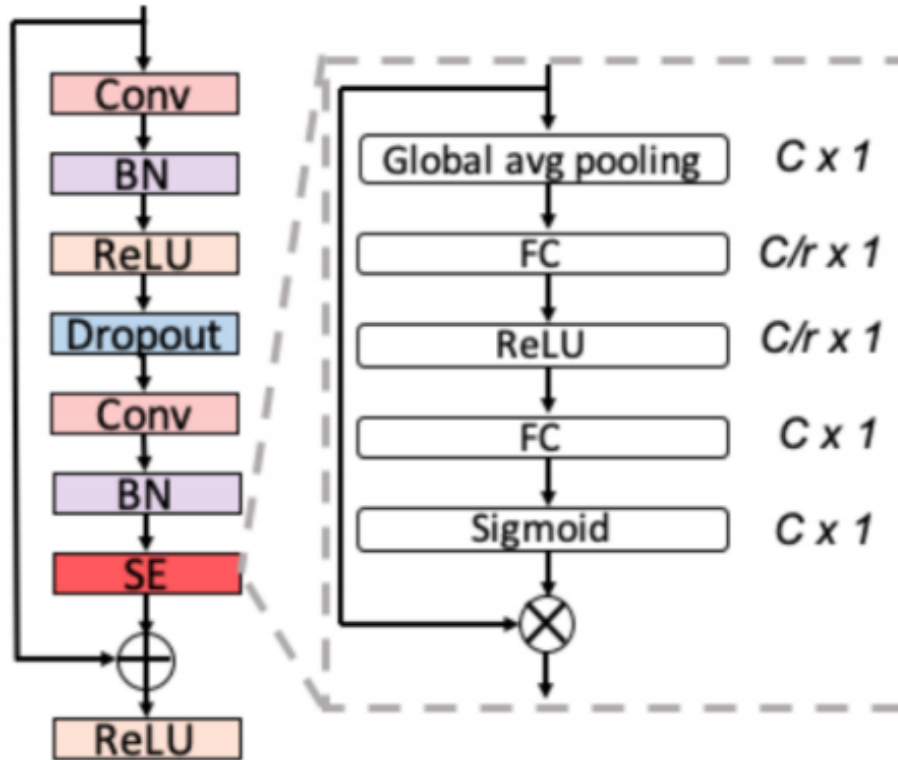 Conv
BN
ReLU
Dropout
Conv
BN
SE
ReLU
Global avg pooling C x 1
FC C/r x 1
ReLU C/r x 1
FC C x 1
Sigmoid C x 1